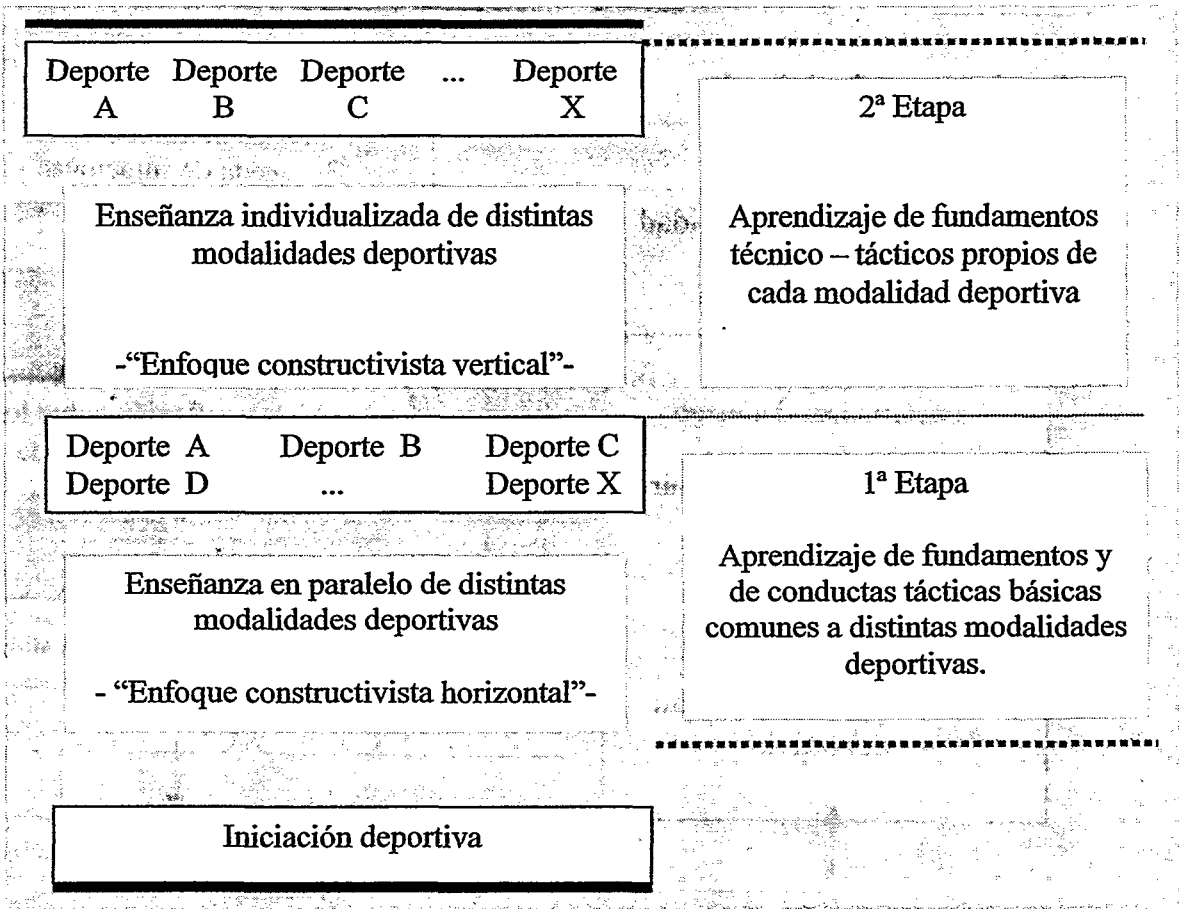 Deporte Deporte Deporte ... Deporte
A B C X
2ª Etapa
Enseñanza individualizada de distintas
modalidades deportivas
-“Enfoque constructivista vertical”-
Aprendizaje de fundamentos
técnico – tácticos propios de
cada modalidad deportiva
Deporte A Deporte B Deporte C
Deporte D ... Deporte X
1ª Etapa
Enseñanza en paralelo de distintas
modalidades deportivas
- “Enfoque constructivista horizontal”-
Aprendizaje de fundamentos y
de conductas tácticas básicas
comunes a distintas modalidades
deportivas.
Iniciación deportiva